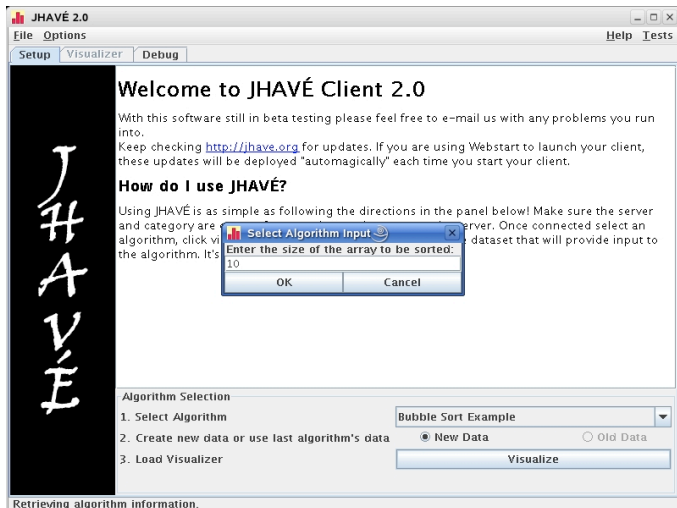 JHAVÉ 2.0
File Options Help Tests
Setup Visualizer Debug
JHAVÉ
Welcome to JHAVÉ Client 2.0
With this software still in beta testing please feel free to e-mail us with any problems you run
into.
Keep checking http://jhave.org for updates. If you are using Webstart to launch your client,
these updates will be deployed "automagically" each time you start your client.
How do I use JHAVÉ?
Using JHAVÉ is as simple as following the directions in the panel below! Make sure the server
and category are erver. Once connected select an
algorithm, click vi dataset that will provide input to
the algorithm. It's
Select Algorithm Input
Enter the size of the array to be sorted:
10
OK Cancel
Algorithm Selection
1. Select Algorithm Bubble Sort Example
2. Create new data or use last algorithm's data New Data Old Data
3. Load Visualizer Visualize
Retrieving algorithm information.